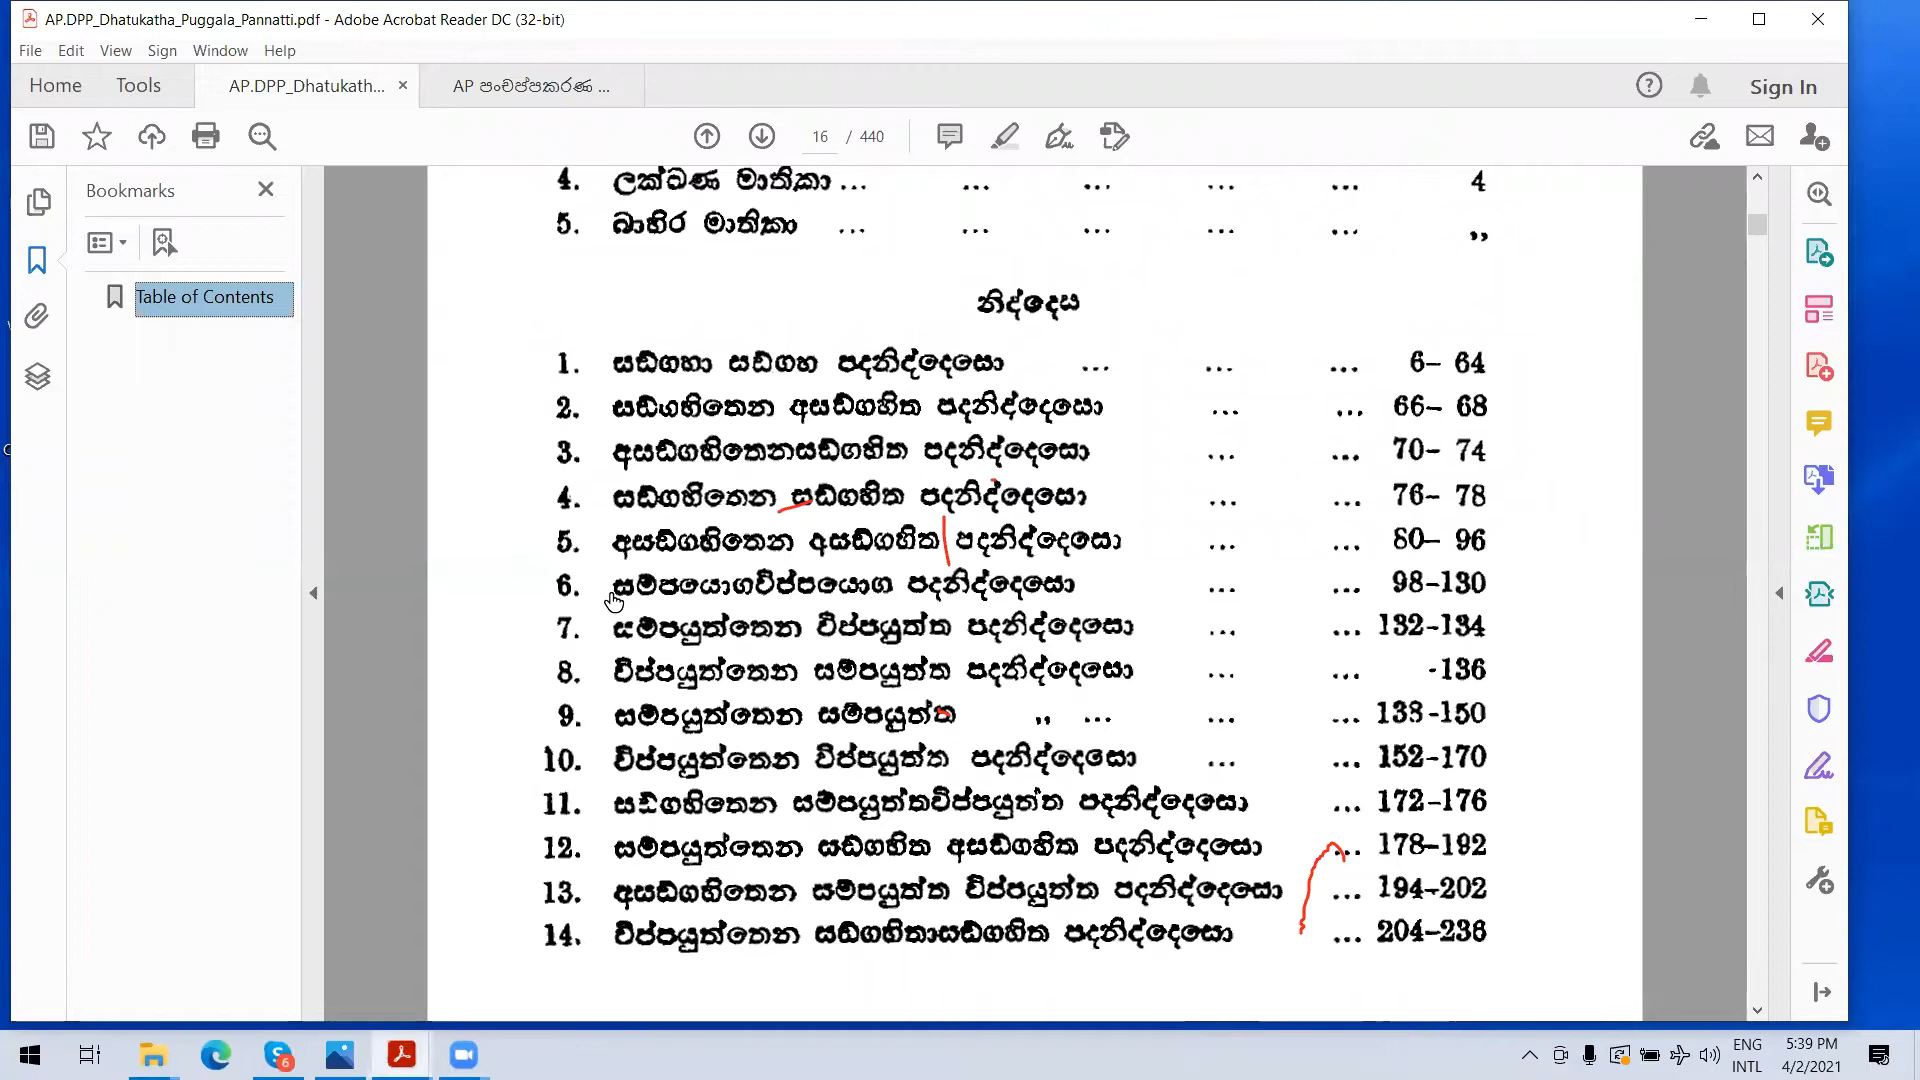 AP.DPP_Dhatukatha_Puggala_Pannatti.pdf - Adobe Acrobat Reader DC (32-bit)
File Edit View Sign Window Help
Home Tools AP.DPP_Dhatukath... × AP පංචප්පකරණ ...
Sign In
16 / 440
Bookmarks
Table of Contents
4. ලක්ඛණ මාතිකා ... ... ... ... ... 4
5. බාහිර මාතිකා ... ... ... ... ... ,,
නිද්දෙස
1. සඞ්ගහා සඞ්ගහ පදනිද්දෙසො ... ... ... 6– 64
2. සඞ්ගහිතෙන අසඞ්ගහිත පදනිද්දෙසො ... ... 66– 68
3. අසඞ්ගහිතෙනසඞ්ගහිත පදනිද්දෙසො ... ... 70– 74
4. සඞ්ගහිතෙන සඞ්ගහිත පදනිද්දෙසො ... ... 76– 78
5. අසඞ්ගහිතෙන අසඞ්ගහිත පදනිද්දෙසො ... ... 80– 96
6. සම්පයොගවිප්පයොග පදනිද්දෙසො ... ... 98-130
7. සම්පයුත්තෙන විප්පයුත්ත පදනිද්දෙසො ... ... 132-134
8. විප්පයුත්තෙන සම්පයුත්ත පදනිද්දෙසො ... ... -136
9. සම්පයුත්තෙන සම්පයුත්ත ,, ... ... ... 138-150
10. විප්පයුත්තෙන විප්පයුත්ත පදනිද්දෙසො ... ... 152-170
11. සඞ්ගහිතෙන සම්පයුත්තවිප්පයුත්ත පදනිද්දෙසො ... 172-176
12. සම්පයුත්තෙන සඞ්ගහිත අසඞ්ගහිත පදනිද්දෙසො ... 178–192
13. අසඞ්ගහිතෙන සම්පයුත්ත විප්පයුත්ත පදනිද්දෙසො ... 194-202
14. විප්පයුත්තෙන සඞ්ගහිතාසඞ්ගහිත පදනිද්දෙසො ... 204-236
6
ENG 5:39 PM
INTL 4/2/2021